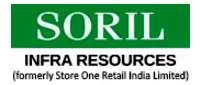 SORIL
INFRA RESOURCES
(formerly Store One Retail India Limited)